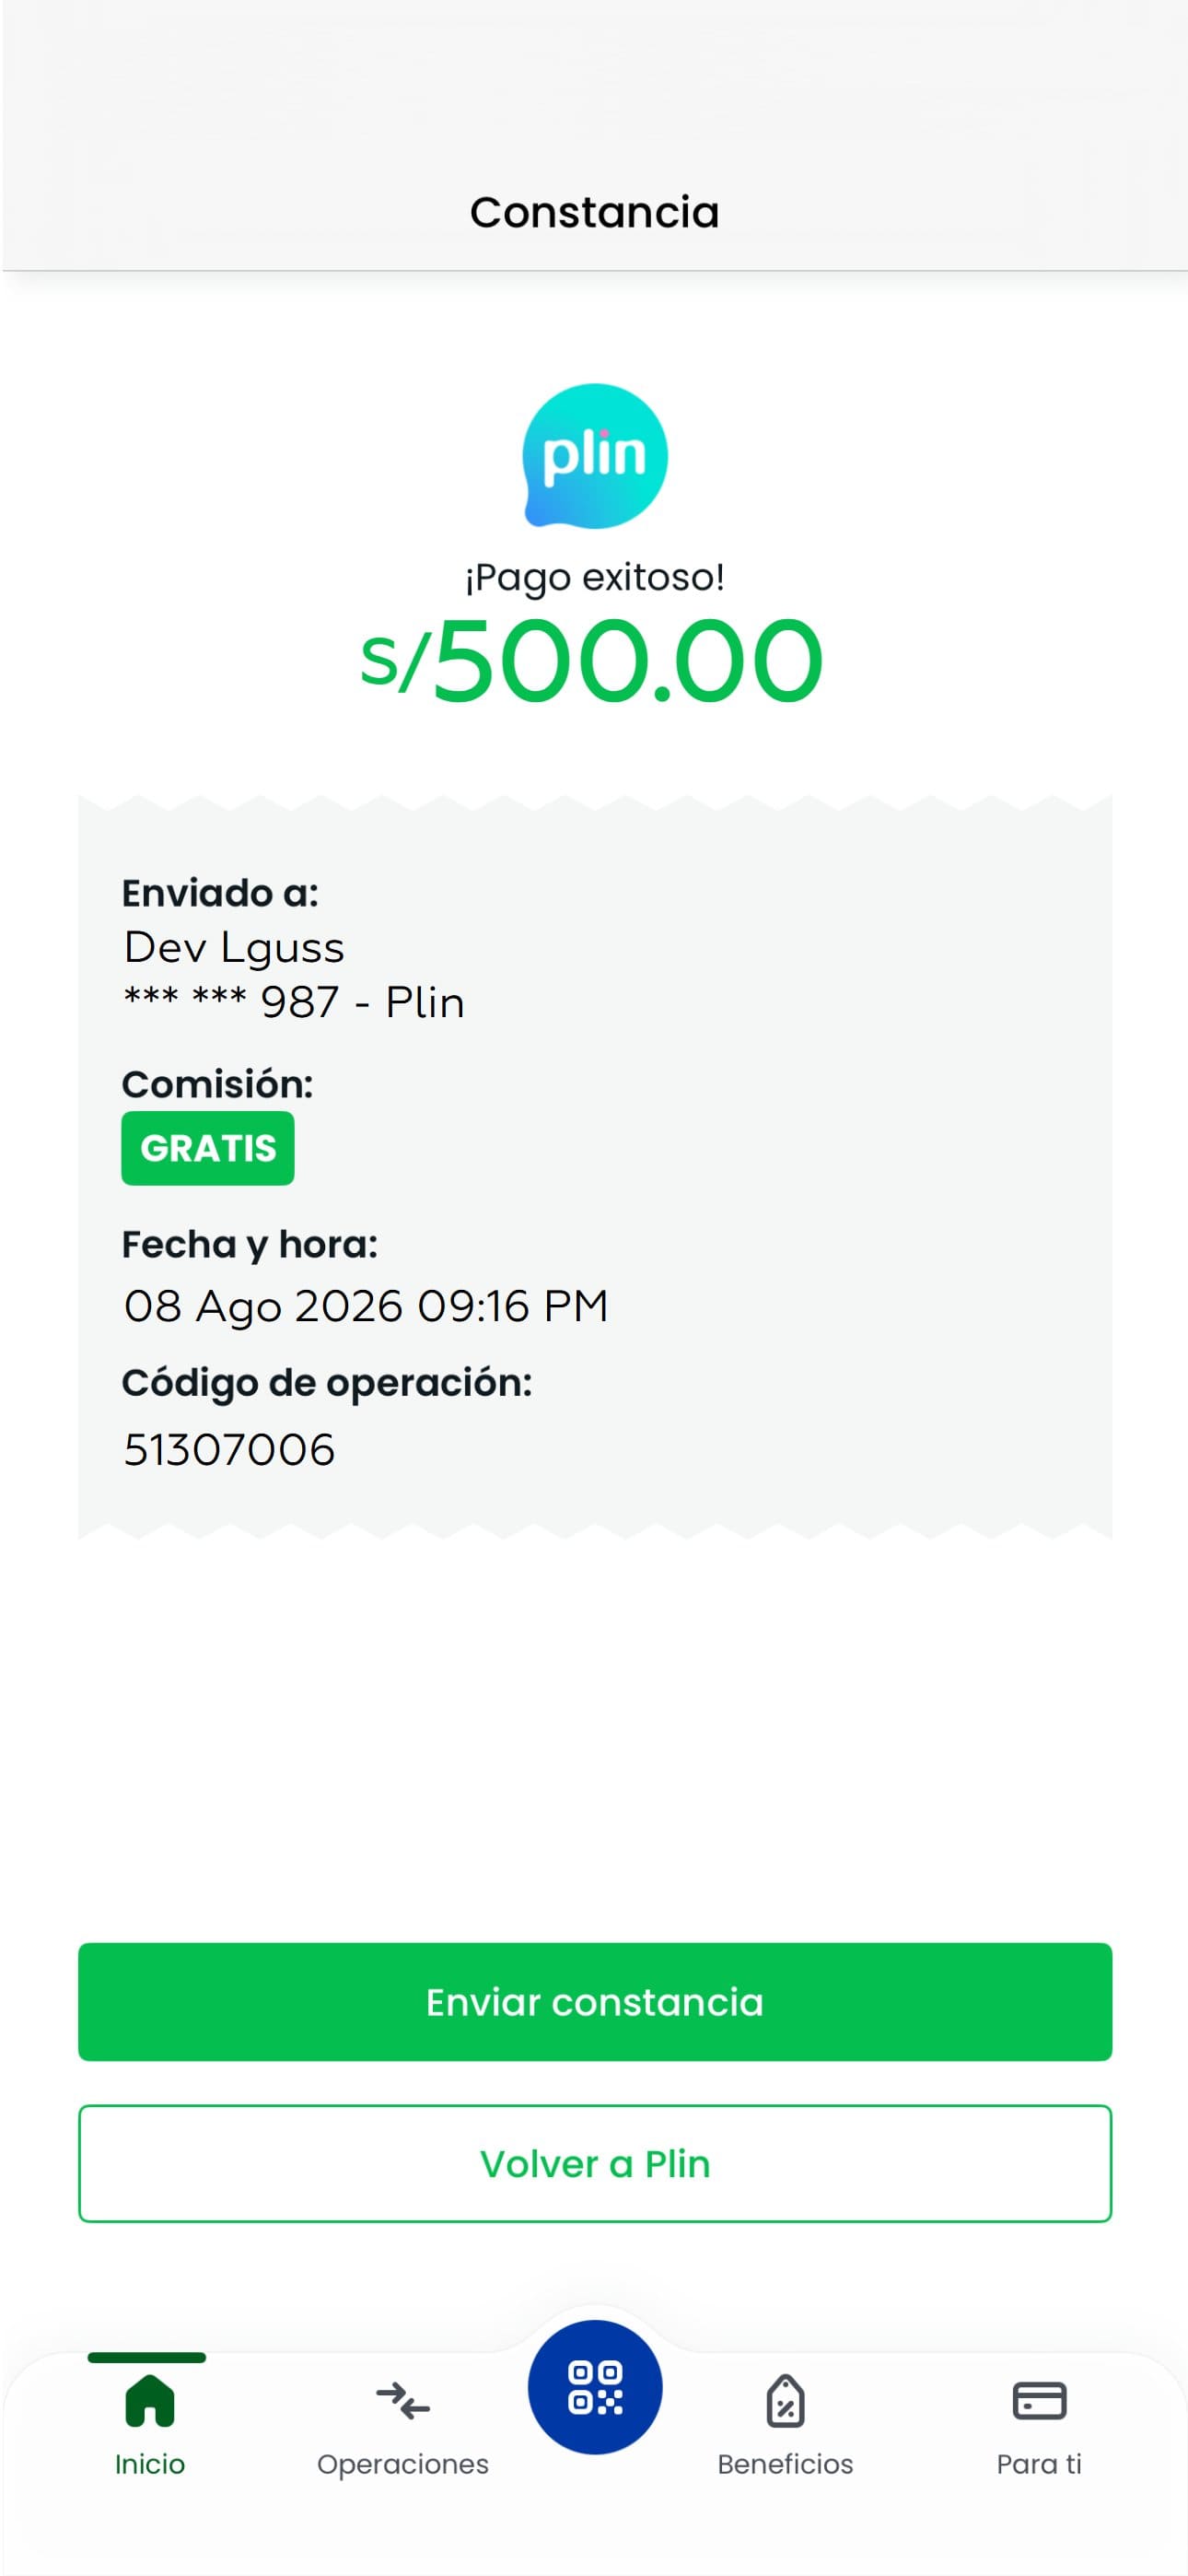 Constancia
plin
¡Pago exitoso!
S/500.00
Enviado a:
Dev Lguss
*** *** 987 - Plin
Comisión:
GRATIS
Fecha y hora:
08 Ago 2026 09:16 PM
Código de operación:
51307006
Enviar constancia
Volver a Plin
Inicio
Operaciones
Beneficios
Para ti